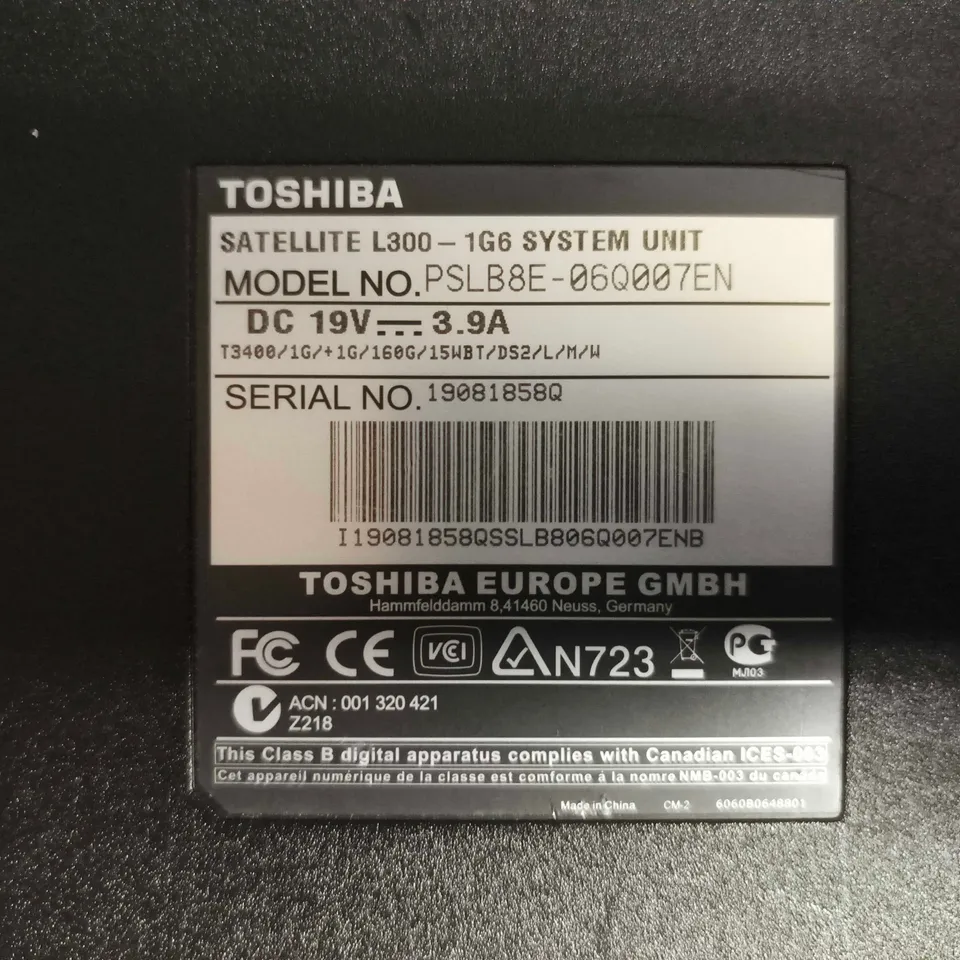 TOSHIBA
SATELLITE L300 – 1G6 SYSTEM UNIT
MODEL NO. PSLB8E-06Q007EN
DC 19V 3.9A
T3400/1G/+1G/160G/15WBT/DS2/L/M/W
SERIAL NO. 19081858Q
I19081858QSSLB806Q007ENB
TOSHIBA EUROPE GMBH
Hammfelddamm 8,41460 Neuss, Germany
FC CE VCI N723 PG
МЛ03
ACN : 001 320 421
Z218
This Class B digital apparatus complies with Canadian ICES-003
Cet appareil numérique de la classe est conforme à la nomre NMB-003 du canada
Made in China CM-2 6060B0648801